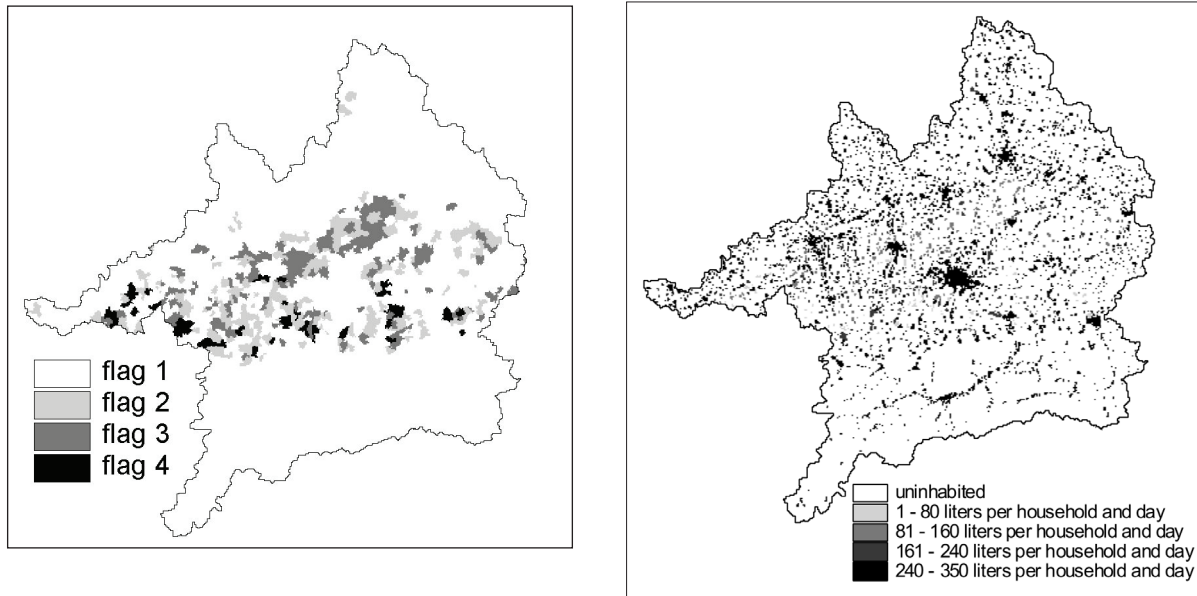 flag 1
flag 2
flag 3
flag 4
uninhabited
1 - 80 liters per household and day
81 - 160 liters per household and day
161 - 240 liters per household and day
240 - 350 liters per household and day